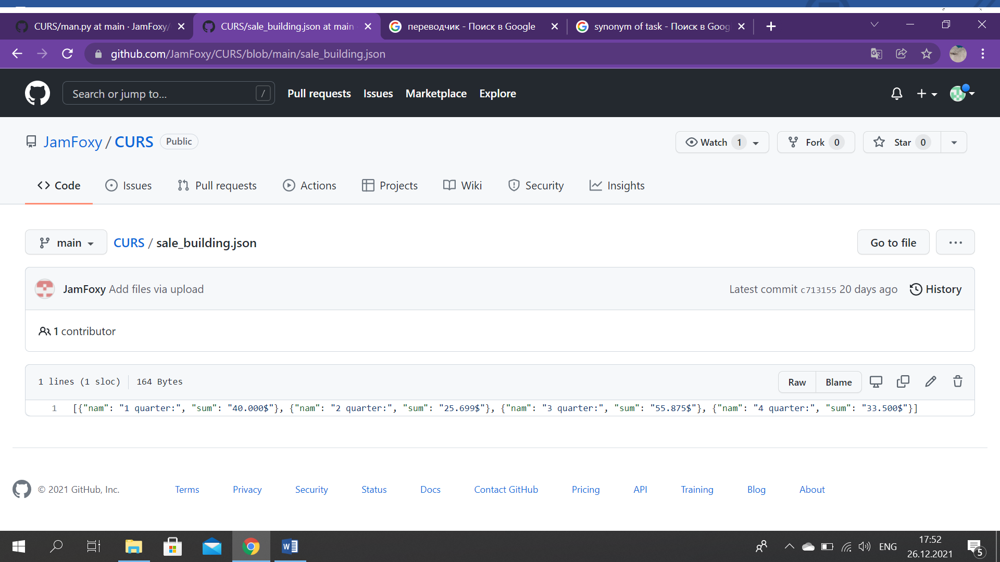 CURS/man.py at main · JamFoxy/
CURS/sale_building.json at main
переводчик - Поиск в Google
synonym of task - Поиск в Goog
github.com/JamFoxy/CURS/blob/main/sale_building.json
Search or jump to... /
Pull requests Issues Marketplace Explore
JamFoxy / CURS Public
Watch 1 Fork 0 Star 0
Code Issues Pull requests Actions Projects Wiki Security Insights
main CURS / sale_building.json Go to file ...
JamFoxy Add files via upload Latest commit c713155 20 days ago History
1 contributor
1 lines (1 sloc) 164 Bytes Raw Blame
1 [{"nam": "1 quarter:", "sum": "40.000$"}, {"nam": "2 quarter:", "sum": "25.699$"}, {"nam": "3 quarter:", "sum": "55.875$"}, {"nam": "4 quarter:", "sum": "33.500$"}]
© 2021 GitHub, Inc. Terms Privacy Security Status Docs Contact GitHub Pricing API Training Blog About
W ENG 17:52
26.12.2021 5